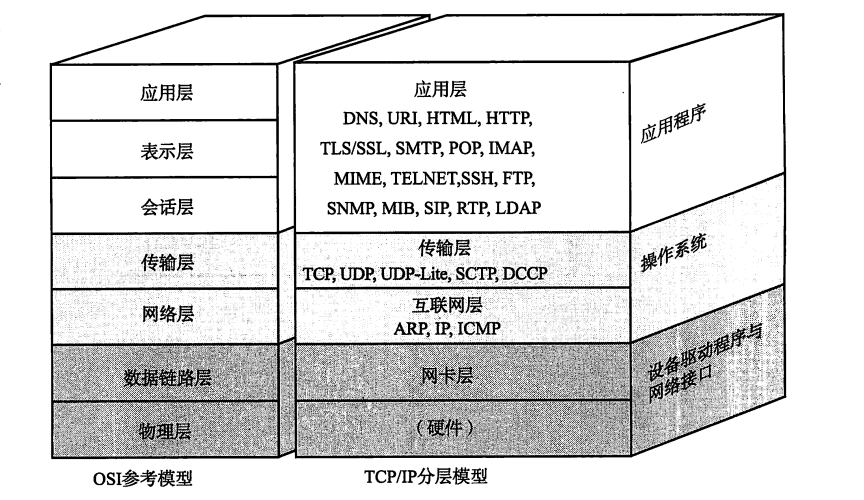 应用层
表示层
会话层
传输层
网络层
数据链路层
物理层
OSI参考模型
应用层
DNS, URI, HTML, HTTP,
TLS/SSL, SMTP, POP, IMAP,
MIME, TELNET,SSH, FTP,
SNMP, MIB, SIP, RTP, LDAP
传输层
TCP, UDP, UDP-Lite, SCTP, DCCP
互联网层
ARP, IP, ICMP
网卡层
（硬件）
TCP/IP分层模型
应用程序
操作系统
设备驱动程序与
网络接口